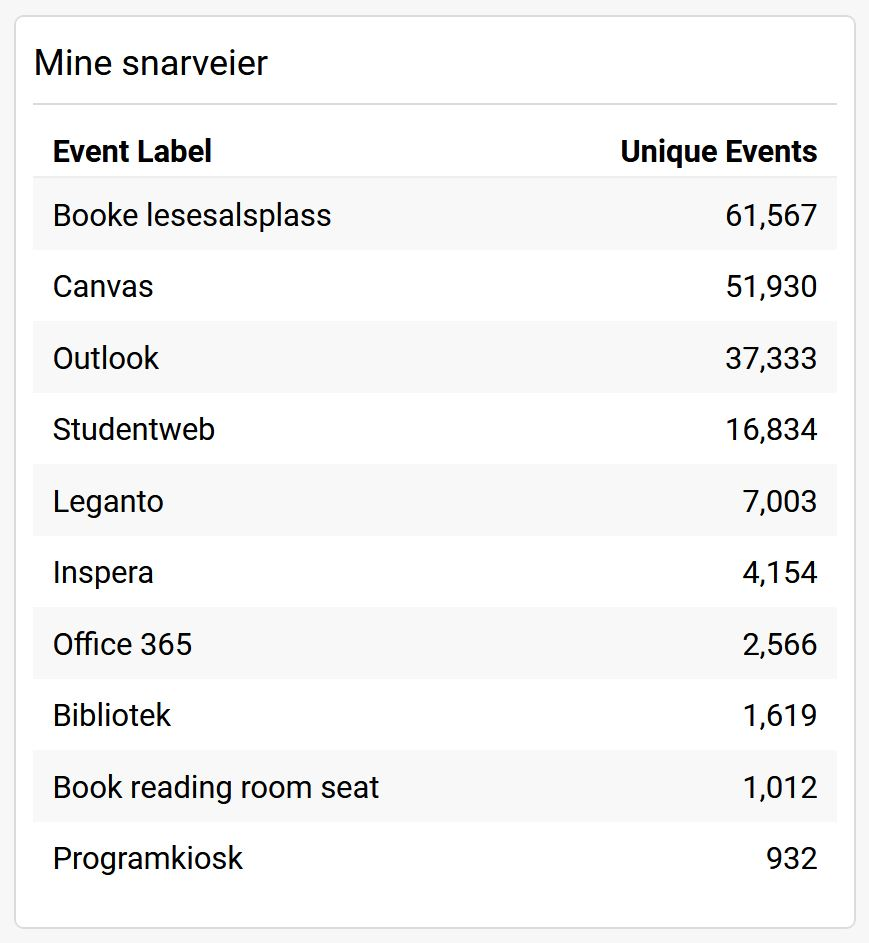 Mine snarveier
Event Label Unique Events
Booke lesesalsplass 61,567
Canvas 51,930
Outlook 37,333
Studentweb 16,834
Leganto 7,003
Inspera 4,154
Office 365 2,566
Bibliotek 1,619
Book reading room seat 1,012
Programkiosk 932